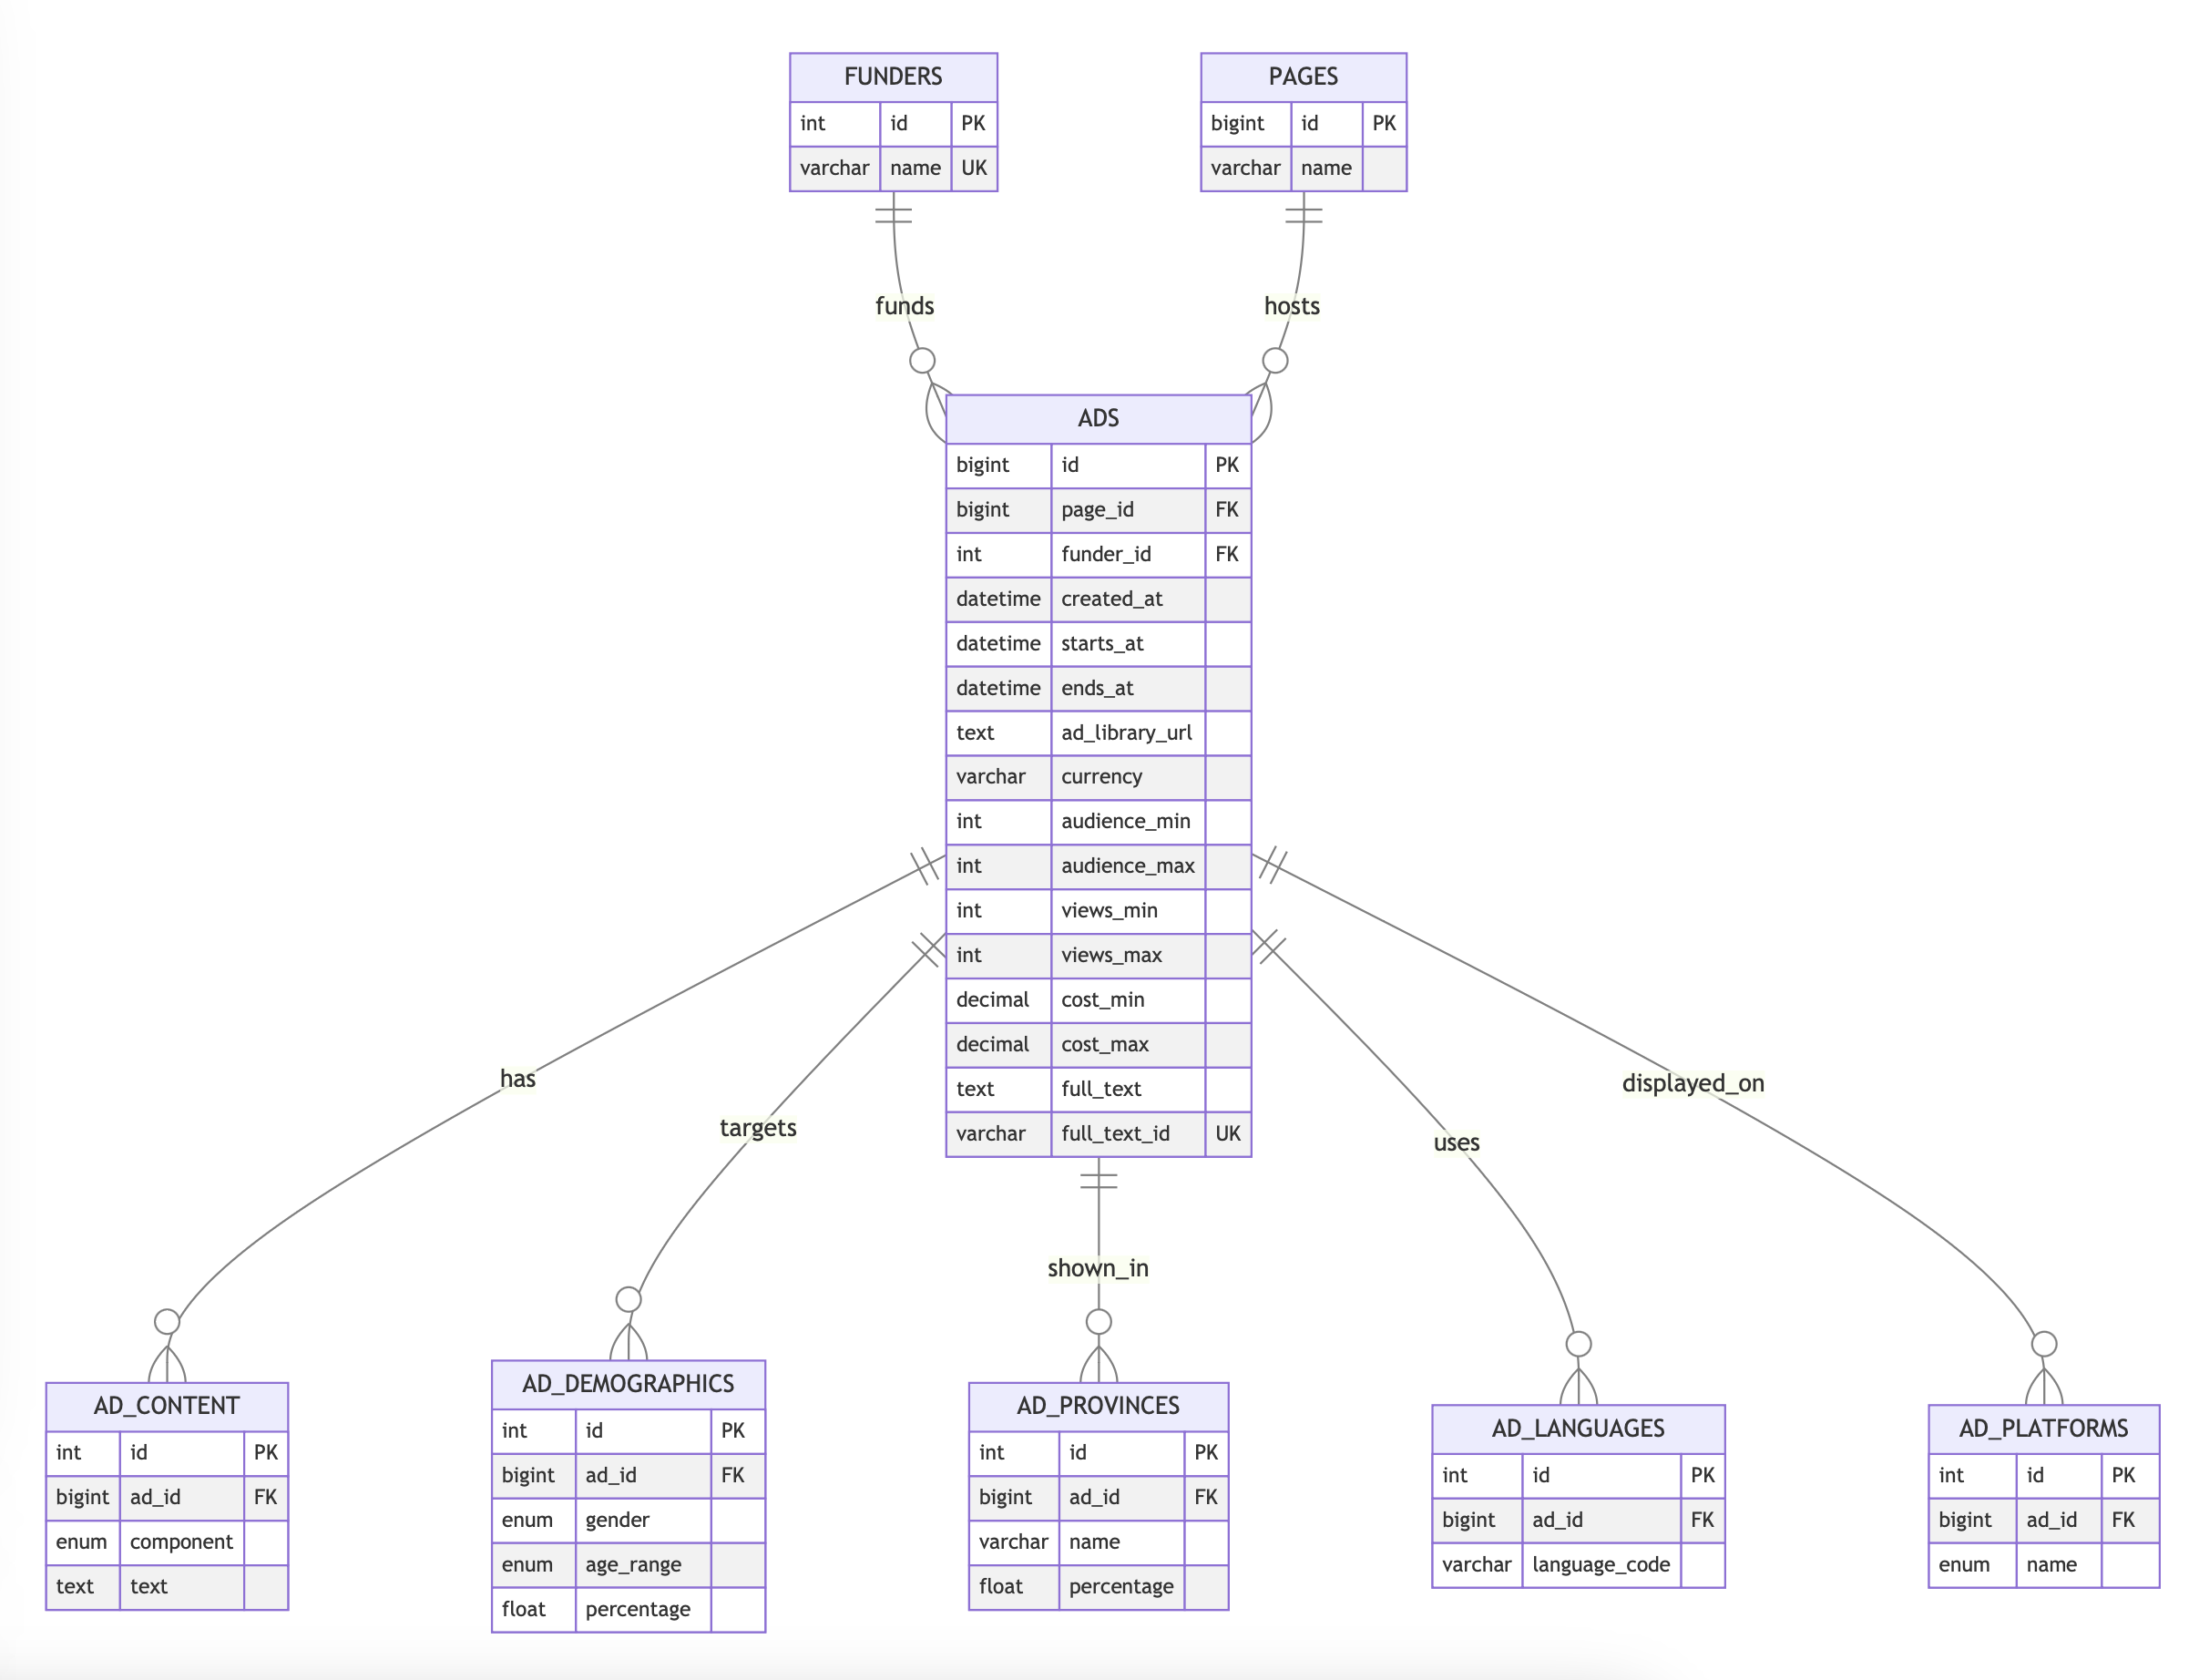 FUNDERS
int id PK
varchar name UK
PAGES
bigint id PK
varchar name
funds
hosts
ADS
bigint id PK
bigint page_id FK
int funder_id FK
datetime created_at
datetime starts_at
datetime ends_at
text ad_library_url
varchar currency
int audience_min
int audience_max
int views_min
int views_max
decimal cost_min
decimal cost_max
text full_text
varchar full_text_id UK
has
targets
shown_in
uses
displayed_on
AD_CONTENT
int id PK
bigint ad_id FK
enum component
text text
AD_DEMOGRAPHICS
int id PK
bigint ad_id FK
enum gender
enum age_range
float percentage
AD_PROVINCES
int id PK
bigint ad_id FK
varchar name
float percentage
AD_LANGUAGES
int id PK
bigint ad_id FK
varchar language_code
AD_PLATFORMS
int id PK
bigint ad_id FK
enum name